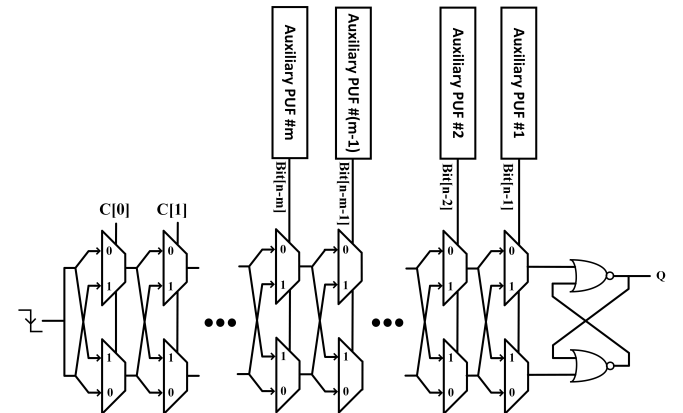 Auxiliary PUF #m
Auxiliary PUF #(m-1)
Auxiliary PUF #2
Auxiliary PUF #1
Bit[n-m]
Bit[n-m-1]
Bit[n-2]
Bit[n-1]
C[0]
C[1]
0
0
0
0
0
0
1
1
1
1
1
1
Q
1
1
1
1
1
1
0
0
0
0
0
0